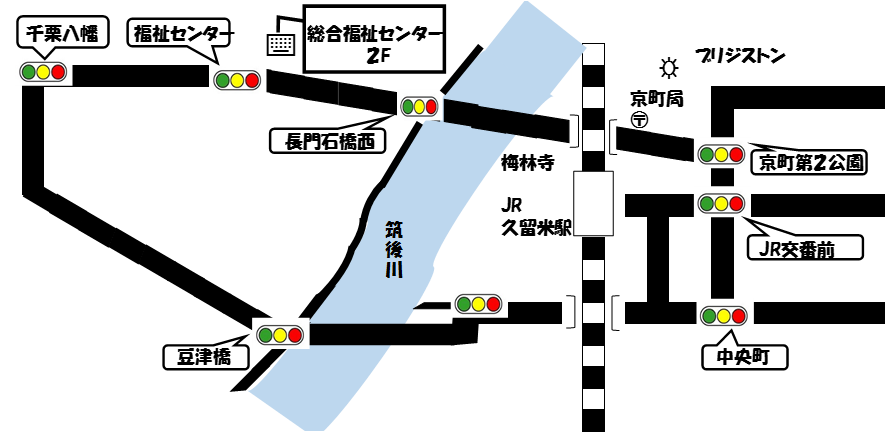 千栗八幡
福祉センター
総合福祉センター
2F
ブリジストン
京町局
〒
長門石橋西
京町第2公園
梅林寺
JR
久留米駅
筑後川
JR交番前
豆津橋
中央町